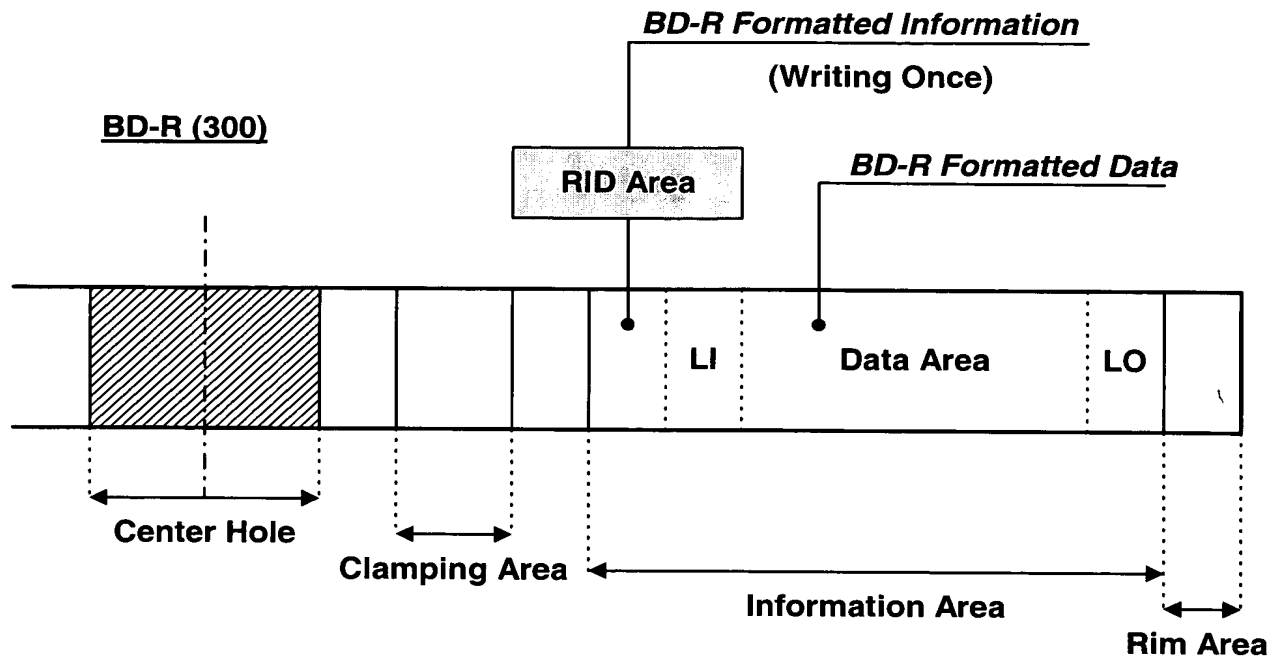 BD-R Formatted Information
(Writing Once)
BD-R (300)
RID Area
BD-R Formatted Data
LI
Data Area
LO
Center Hole
Clamping Area
Information Area
Rim Area